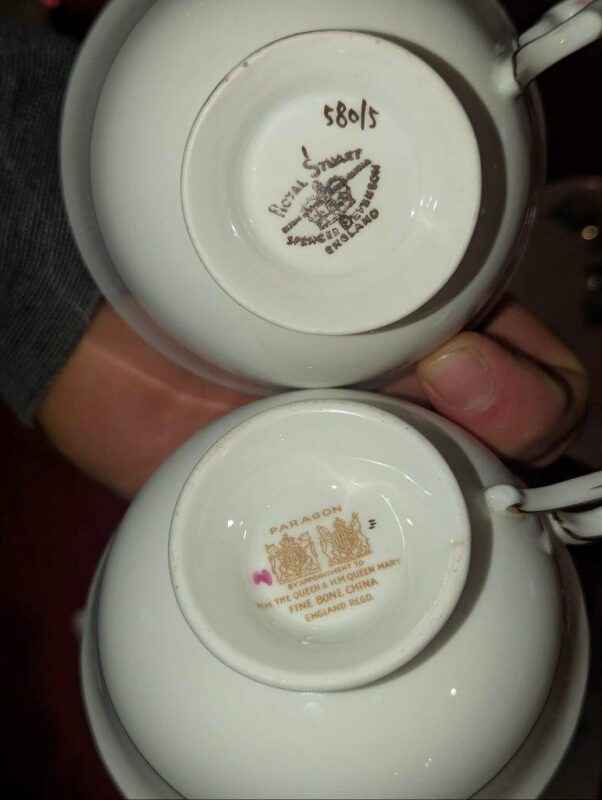 580/5
ROYAL STUART
SPENCER STEVENSON
ENGLAND
PARAGON
BY APPOINTMENT TO
H.M. THE QUEEN & H.M. QUEEN MARY
FINE BONE CHINA
ENGLAND REGD.